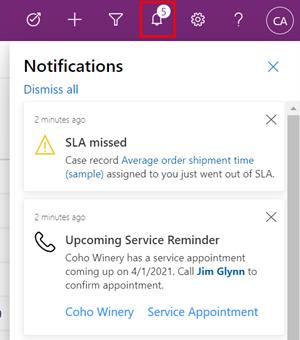 5
?
CA
Notifications
Dismiss all
2 minutes ago
SLA missed
Case record Average order shipment time
(sample) assigned to you just went out of SLA.
2 minutes ago
Upcoming Service Reminder
Coho Winery has a service appointment
coming up on 4/1/2021. Call Jim Glynn to
confirm appointment.
Coho Winery Service Appointment